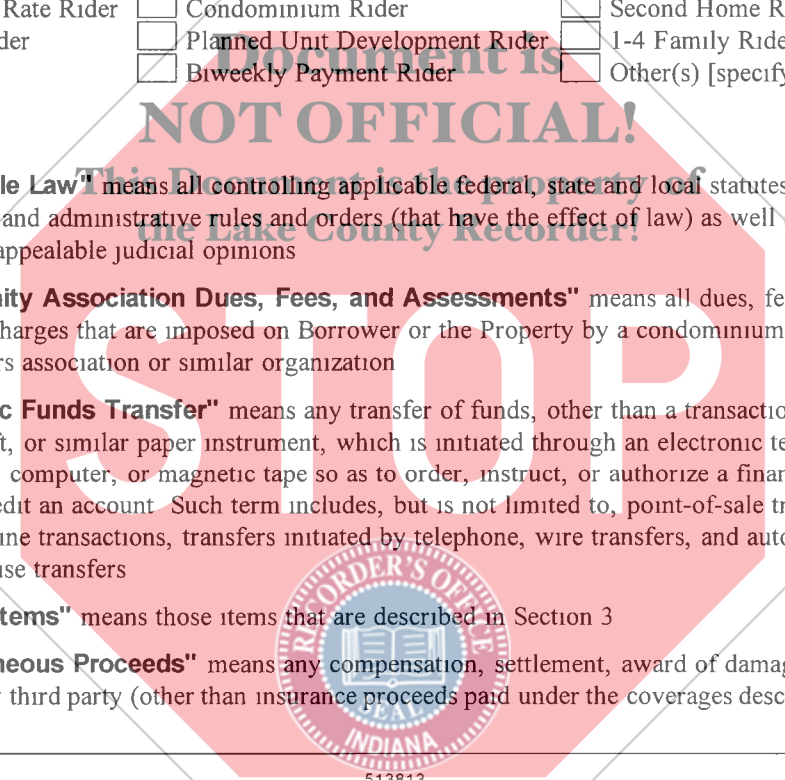 Rate Rider Condominium Rider Second Home R
der Planned Unit Development Rider 1-4 Family Ride
Biweekly Payment Rider Other(s) [specify
Document is
NOT OFFICIAL!
This Document is the property of
the Lake County Recorder!
le Law" means all controlling applicable federal, state and local statutes
and administrative rules and orders (that have the effect of law) as well
appealable judicial opinions
ity Association Dues, Fees, and Assessments" means all dues, fe
harges that are imposed on Borrower or the Property by a condominium
rs association or similar organization
c Funds Transfer" means any transfer of funds, other than a transactio
t, or similar paper instrument, which is initiated through an electronic te
computer, or magnetic tape so as to order, instruct, or authorize a finan
edit an account Such term includes, but is not limited to, point-of-sale tr
ine transactions, transfers initiated by telephone, wire transfers, and auto
use transfers
tems" means those items that are described in Section 3
neous Proceeds" means any compensation, settlement, award of damag
third party (other than insurance proceeds paid under the coverages desc
STOP
RECORDER'S OFFICE
SEAL
INDIANA
513813